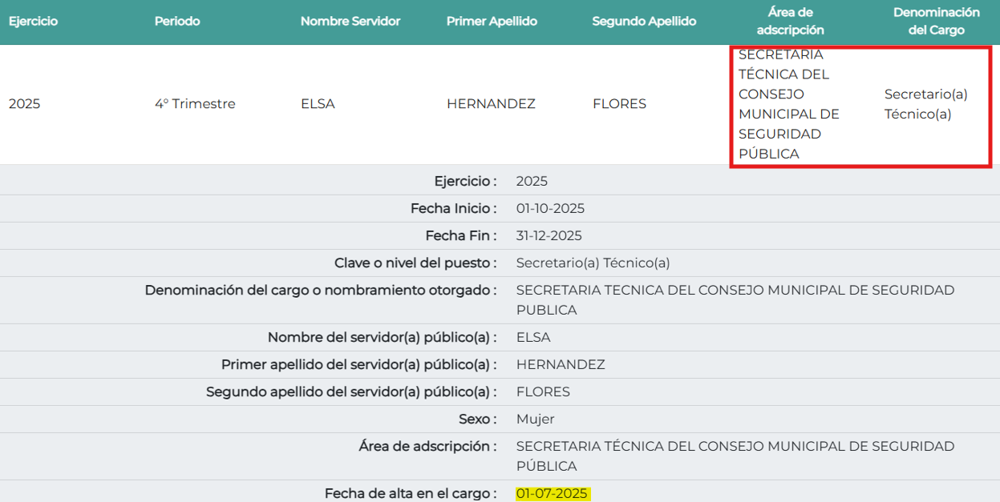 Ejercicio Periodo Nombre Servidor Primer Apellido Segundo Apellido Área de adscripción Denominación del Cargo
2025 4° Trimestre ELSA HERNANDEZ FLORES SECRETARIA TÉCNICA DEL CONSEJO MUNICIPAL DE SEGURIDAD PÚBLICA Secretario(a) Técnico(a)
Ejercicio : 2025
Fecha Inicio : 01-10-2025
Fecha Fin : 31-12-2025
Clave o nivel del puesto : Secretario(a) Técnico(a)
Denominación del cargo o nombramiento otorgado : SECRETARIA TECNICA DEL CONSEJO MUNICIPAL DE SEGURIDAD
PUBLICA
Nombre del servidor(a) público(a) : ELSA
Primer apellido del servidor(a) público(a) : HERNANDEZ
Segundo apellido del servidor(a) público(a) : FLORES
Sexo : Mujer
Área de adscripción : SECRETARIA TÉCNICA DEL CONSEJO MUNICIPAL DE SEGURIDAD
PÚBLICA
Fecha de alta en el cargo : 01-07-2025